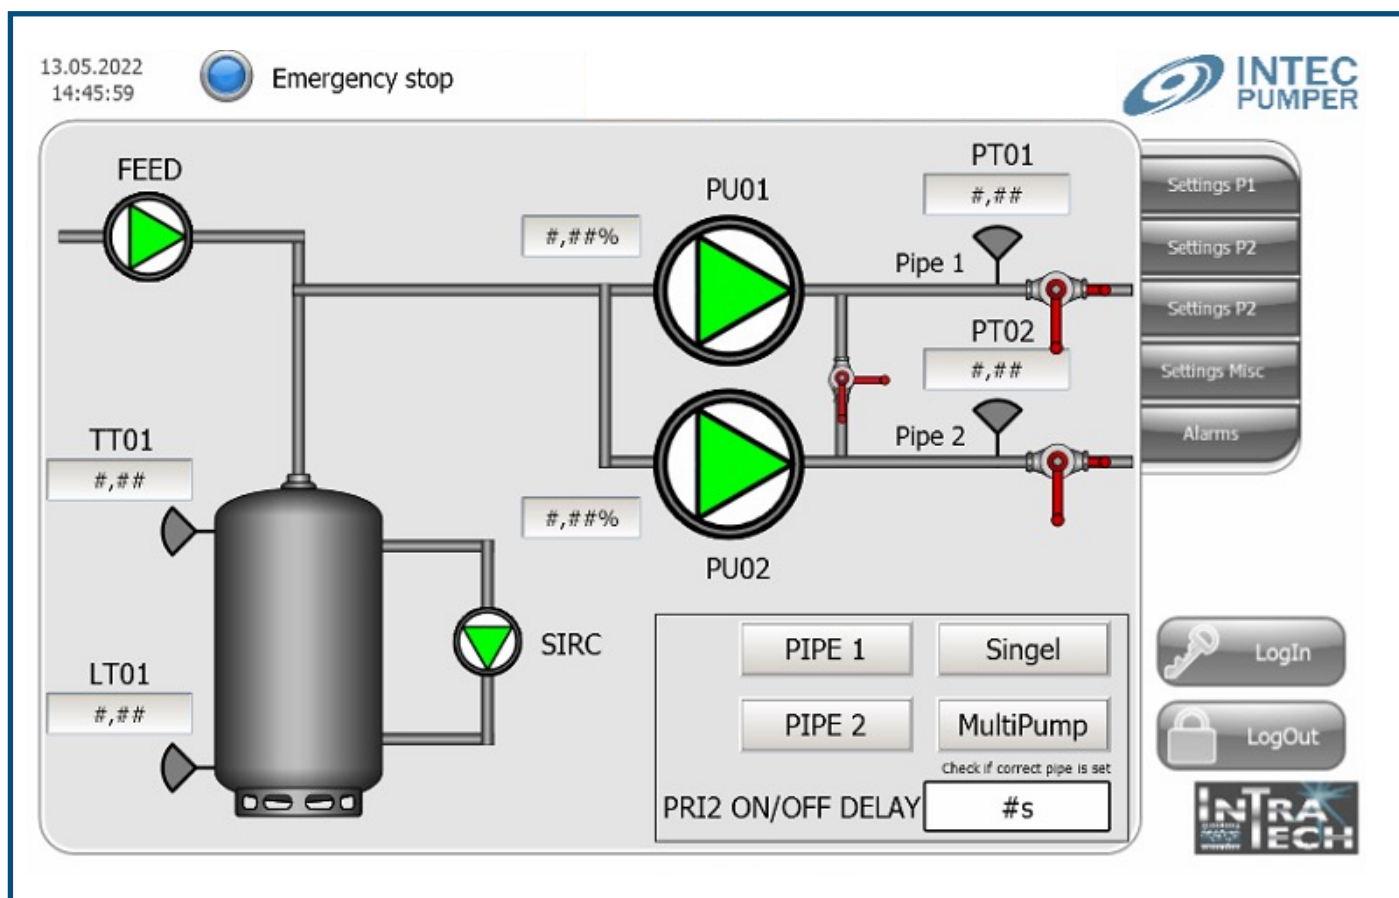 13.05.2022
14:45:59
Emergency stop
INTEC
PUMPER
FEED
PU01
PT01
#,##
Settings P1
#,##%
Pipe 1
Settings P2
Settings P2
PT02
#,##
Settings Misc
TT01
#,##
Pipe 2
Alarms
#,##%
PU02
LT01
#,##
SIRC
PIPE 1
Singel
LogIn
PIPE 2
MultiPump
LogOut
Check if correct pipe is set
PRI2 ON/OFF DELAY
#s
INTRA
TECH